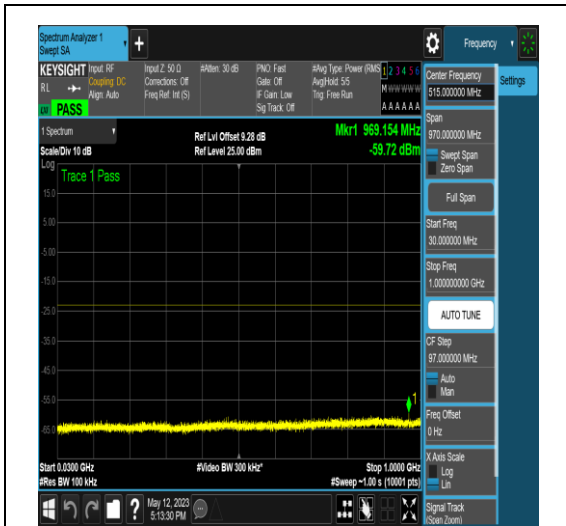 Spectrum Analyzer 1
Swept SA
+
Frequency
KEYSIGHT
RL
PASS
Input: RF
Coupling: DC
Align: Auto
Input Z: 50 Ω
Corrections: Off
Freq Ref: Int (S)
#Atten: 30 dB
PNO: Fast
Gate: Off
IF Gain: Low
Sig Track: Off
#Avg Type: Power (RMS
Avg|Hold: 5/5
Trig: Free Run
1 2 3 4 5 6
M W W W W W
A A A A A A
Settings
Center Frequency
515.000000 MHz
Span
970.000000 MHz
Swept Span
Zero Span
Full Span
Start Freq
30.000000 MHz
Stop Freq
1.000000000 GHz
AUTO TUNE
CF Step
97.000000 MHz
Auto
Man
Freq Offset
0 Hz
X Axis Scale
Log
Lin
Signal Track
(Span Zoom)
1 Spectrum
Scale/Div 10 dB
Ref Lvl Offset 9.28 dB
Ref Level 25.00 dBm
Mkr1 969.154 MHz
-59.72 dBm
Log
Trace 1 Pass
15.0
5.00
-5.00
-15.0
-25.0
-35.0
-45.0
-55.0
-65.0
1
Start 0.0300 GHz
#Res BW 100 kHz
#Video BW 300 kHz*
Stop 1.0000 GHz
#Sweep ~1.00 s (10001 pts)
?
May 12, 2023
5:13:30 PM